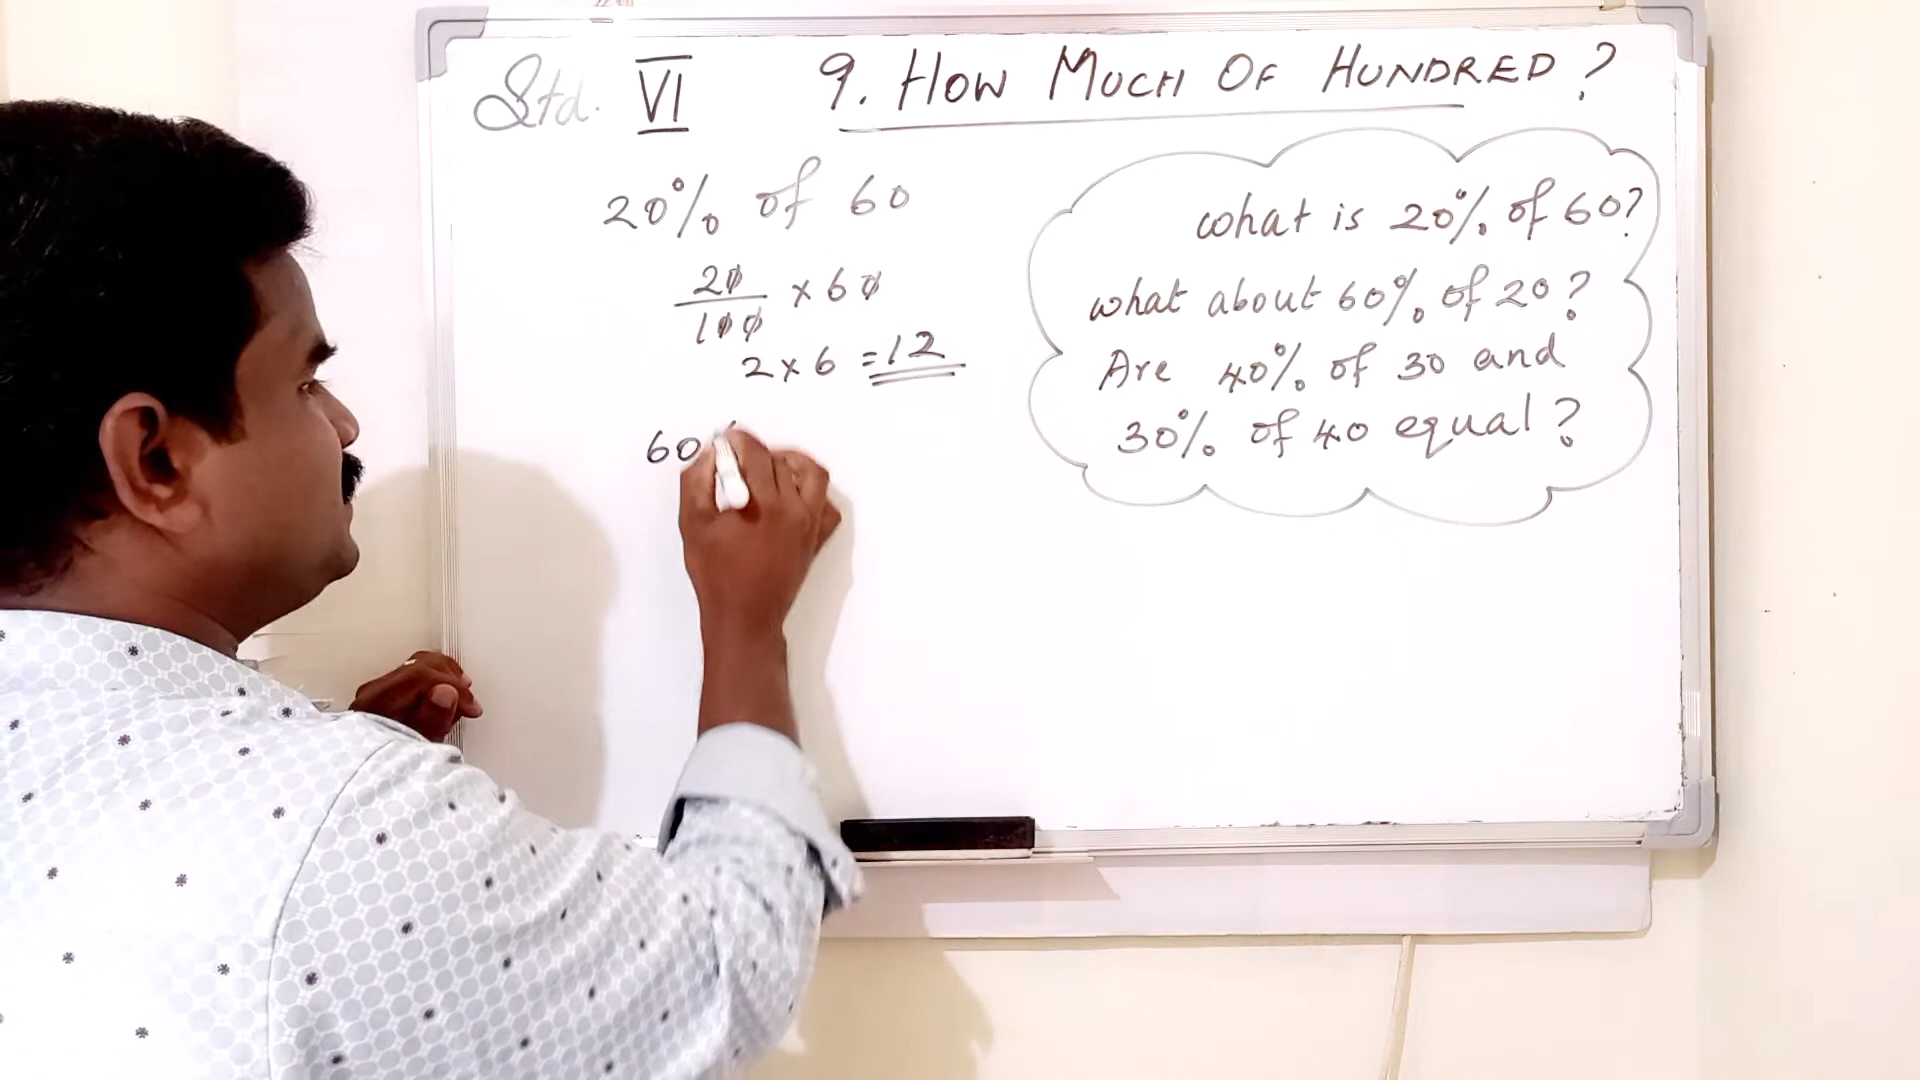 Std. VI 9. HOW MUCH OF HUNDRED?
20% of 60
20/100 × 60
2 × 6 = 12
60
What is 20% of 60?
What about 60% of 20?
Are 40% of 30 and
30% of 40 equal?